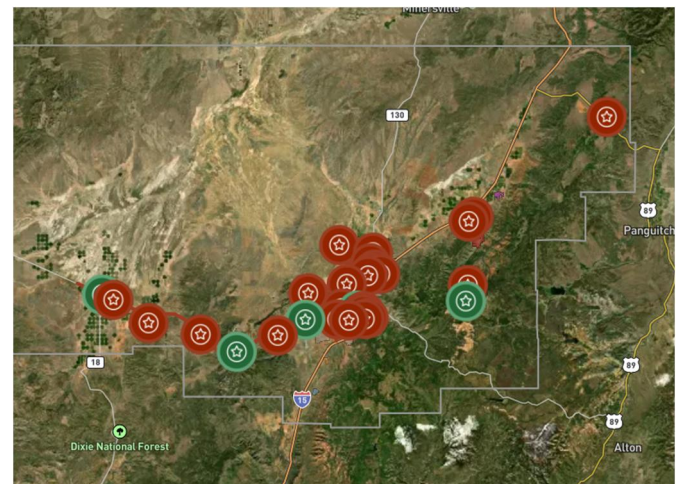 Minersville
130
89
Panguitch
18
15
89
89
Alton
Dixie National Forest